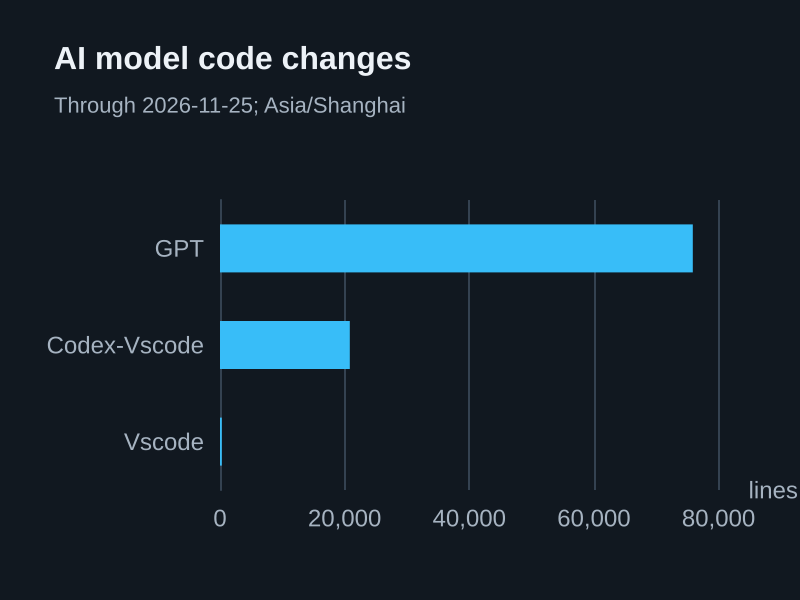 AI model code changes
Through 2026-11-25; Asia/Shanghai
GPT
Codex-Vscode
Vscode
lines
0 20,000 40,000 60,000 80,000